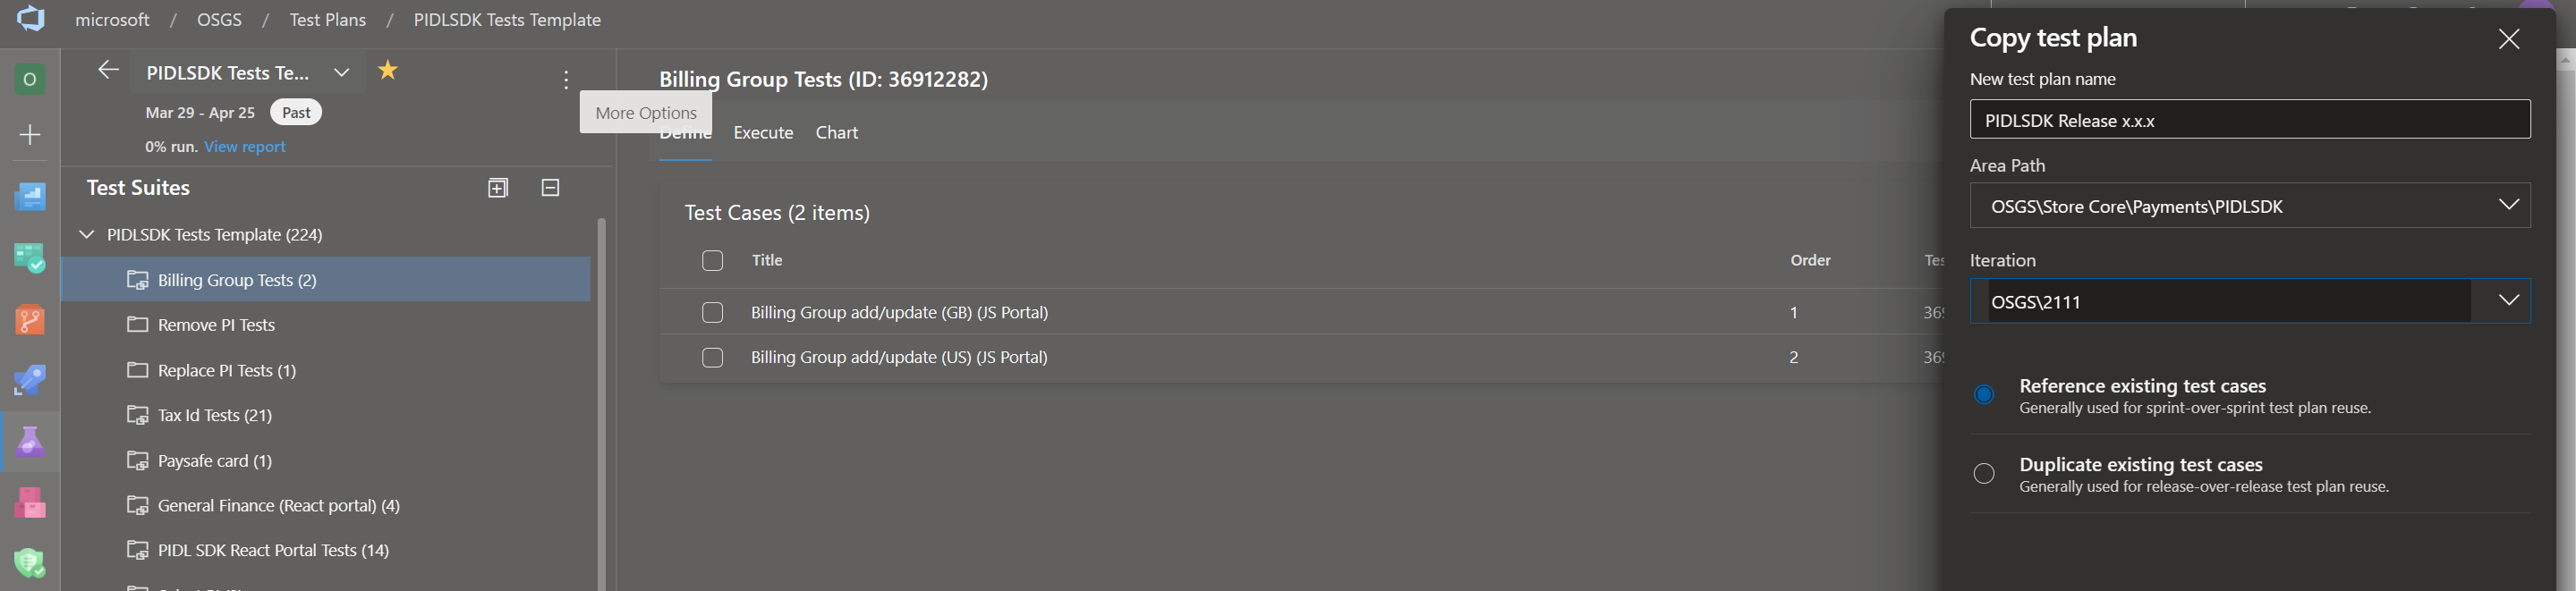 microsoft / OSGS / Test Plans / PIDLSDK Tests Template
O
PIDLSDK Tests Te...
Mar 29 - Apr 25 Past
0% run. View report
More Options
Test Suites
PIDLSDK Tests Template (224)
Billing Group Tests (2)
Remove PI Tests
Replace PI Tests (1)
Tax Id Tests (21)
Paysafe card (1)
General Finance (React portal) (4)
PIDL SDK React Portal Tests (14)
Billing Group Tests (ID: 36912282)
Define Execute Chart
Test Cases (2 items)
Title Order Tes
Billing Group add/update (GB) (JS Portal) 1 369
Billing Group add/update (US) (JS Portal) 2 369
Copy test plan
New test plan name
PIDLSDK Release x.x.x
Area Path
OSGS\Store Core\Payments\PIDLSDK
Iteration
OSGS\2111
Reference existing test cases
Generally used for sprint-over-sprint test plan reuse.
Duplicate existing test cases
Generally used for release-over-release test plan reuse.